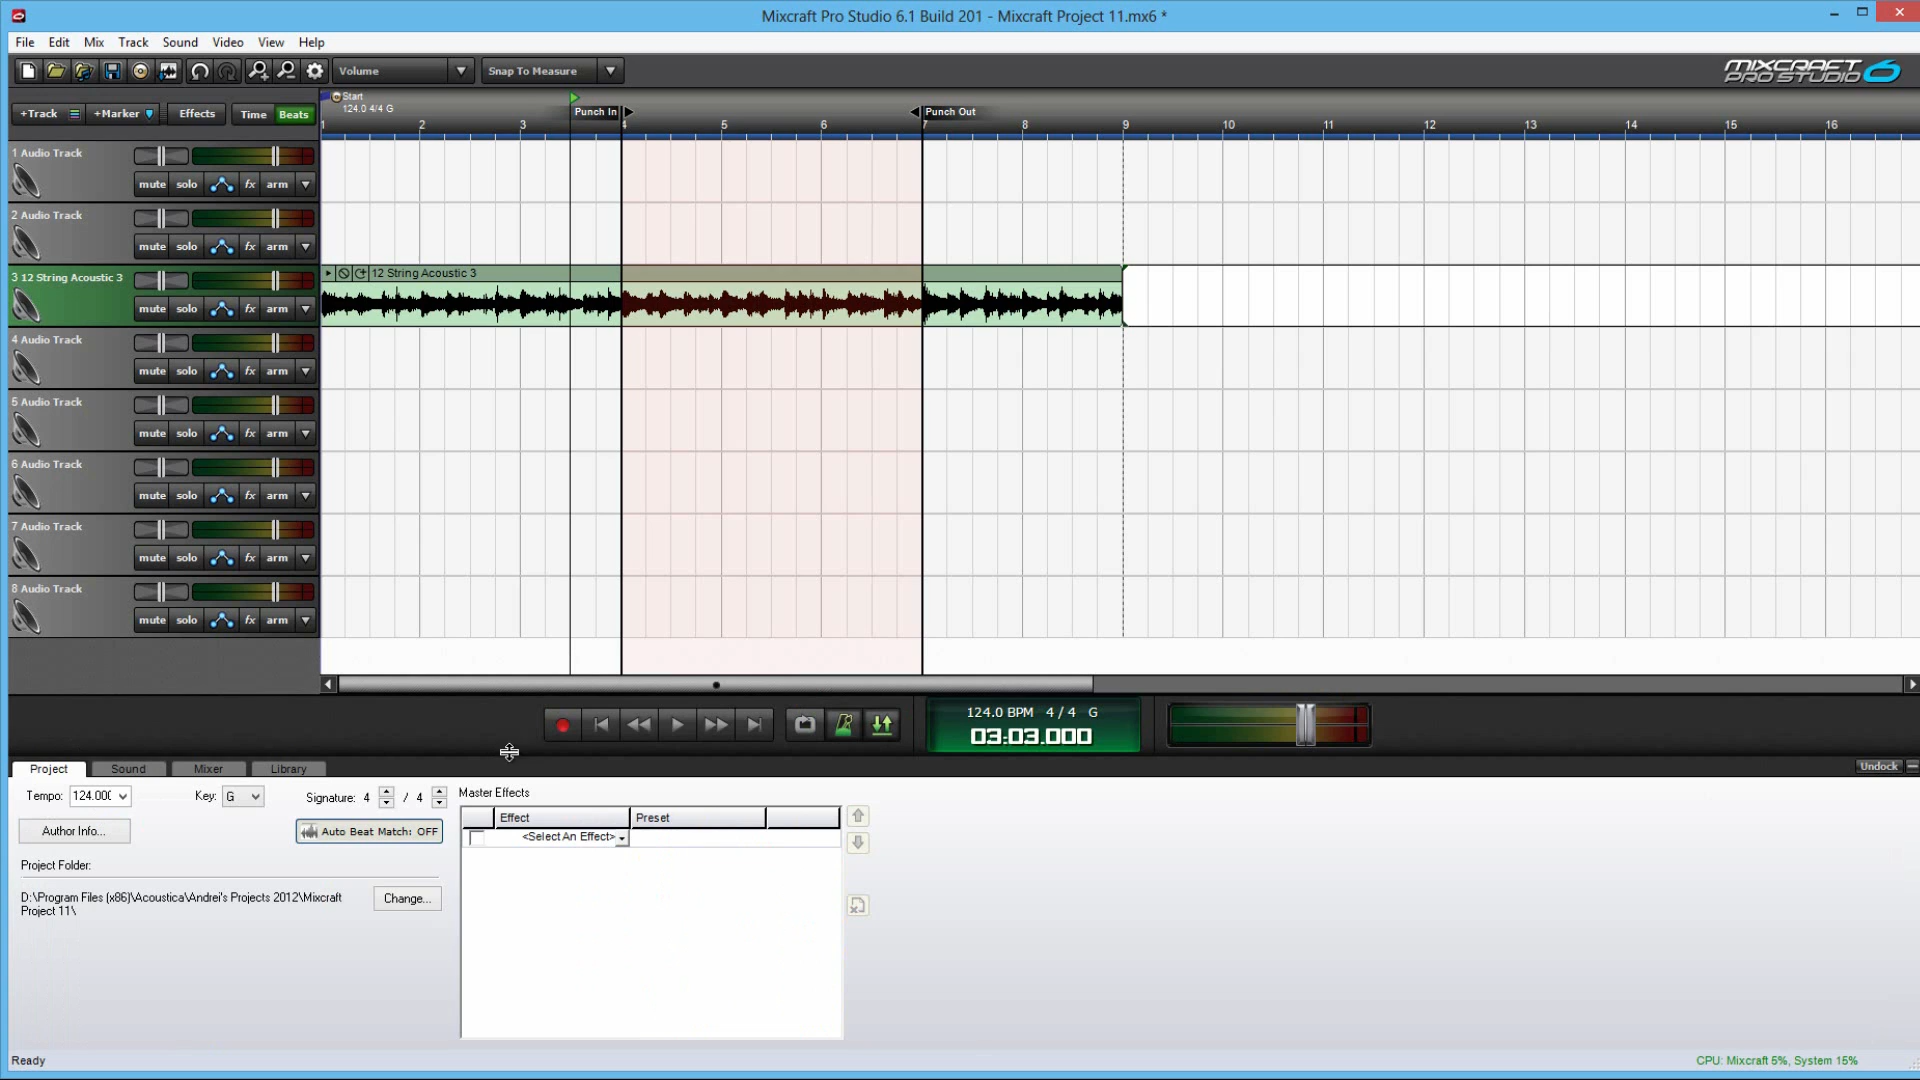 Mixcraft Pro Studio 6.1 Build 201 - Mixcraft Project 11.mx6 *
File Edit Mix Track Sound Video View Help
Volume Snap To Measure
MIXCRAFT
PRO STUDIO 6
+Track +Marker Effects Time Beats
Start
124.0 4/4 G
Punch In Punch Out
1 2 3 4 5 6 7 8 9 10 11 12 13 14 15 16
1 Audio Track
mute solo fx arm
2 Audio Track
mute solo fx arm
3 12 String Acoustic 3
12 String Acoustic 3
mute solo fx arm
4 Audio Track
mute solo fx arm
5 Audio Track
mute solo fx arm
6 Audio Track
mute solo fx arm
7 Audio Track
mute solo fx arm
8 Audio Track
mute solo fx arm
124.0 BPM 4 / 4 G
03:03.000
Project Sound Mixer Library Undock
Tempo: 124.00( Key: G Signature: 4 / 4
Author Info... Auto Beat Match: OFF
Project Folder:
D:\Program Files (x86)\Acoustica\Andrei's Projects 2012\Mixcraft
Project 11\
Change...
Master Effects
Effect Preset
<Select An Effect>
Ready
CPU: Mixcraft 5%, System 15%